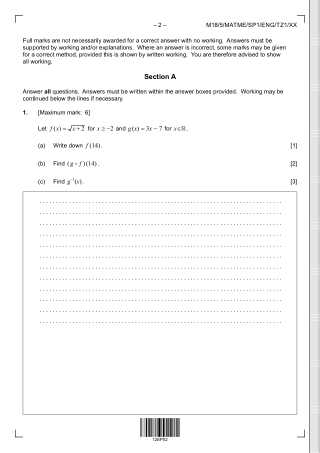 – 2 –
M18/5/MATME/SP1/ENG/TZ1/XX
Full marks are not necessarily awarded for a correct answer with no working. Answers must be
supported by working and/or explanations. Where an answer is incorrect, some marks may be given
for a correct method, provided this is shown by written working. You are therefore advised to show
all working.
Section A
Answer all questions. Answers must be written within the answer boxes provided. Working may be
continued below the lines if necessary.
1. [Maximum mark: 6]
Let f(x) = √(x + 2) for x ≥ −2 and g(x) = 3x − 7 for x ∈ ℝ.
(a) Write down f(14). [1]
(b) Find (g ∘ f)(14). [2]
(c) Find g⁻¹(x). [3]
12EP02